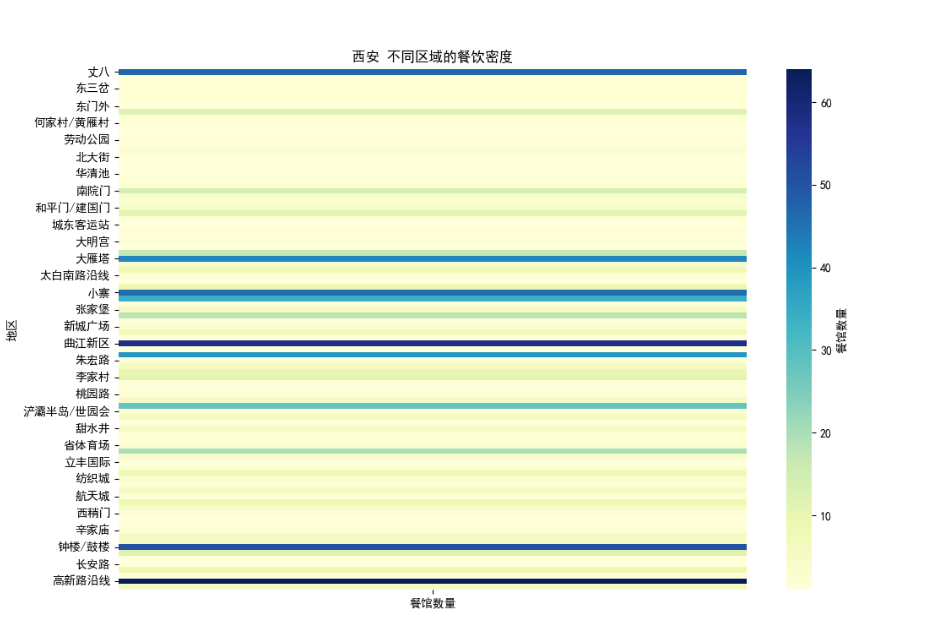 西安 不同区域的餐饮密度
地区
丈八
东三岔
东门外
何家村/黄雁村
劳动公园
北大街
华清池
南院门
和平门/建国门
城东客运站
大明宫
大雁塔
太白南路沿线
小寨
张家堡
新城广场
曲江新区
朱宏路
李家村
桃园路
浐灞半岛/世园会
甜水井
省体育场
立丰国际
纺织城
航天城
西稍门
辛家庙
钟楼/鼓楼
长安路
高新路沿线
餐馆数量
60
50
40
30
20
10
餐馆数量